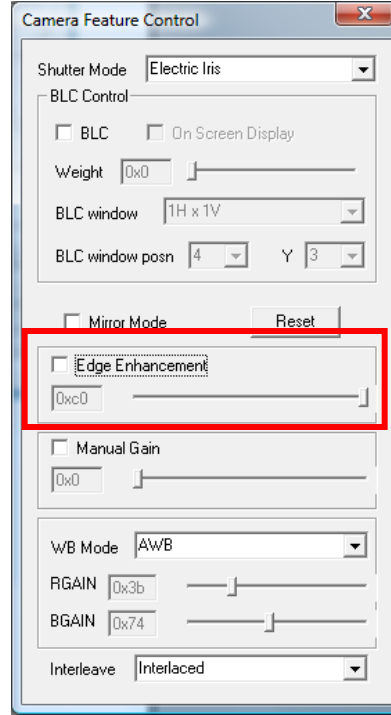 Camera Feature Control
Shutter Mode Electric Iris
BLC Control
BLC On Screen Display
Weight 0x0
BLC window 1H x 1V
BLC window posn 4 Y 3
Mirror Mode Reset
Edge Enhancement
0xc0
Manual Gain
0x0
WB Mode AWB
RGAIN 0x3b
BGAIN 0x74
Interleave Interlaced